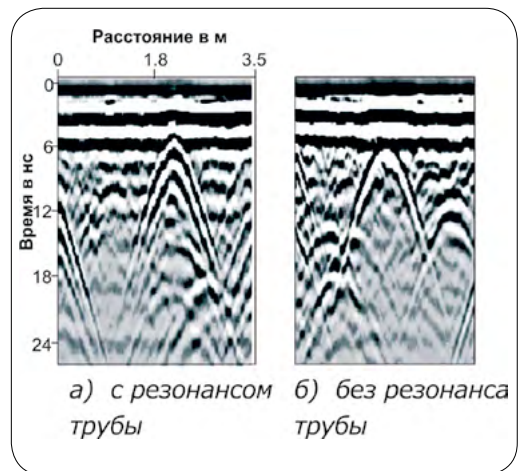 Расстояние в м
0 1.8 3.5
Время в нс
0
6
12
18
24
а) с резонансом
трубы
б) без резонанса
трубы